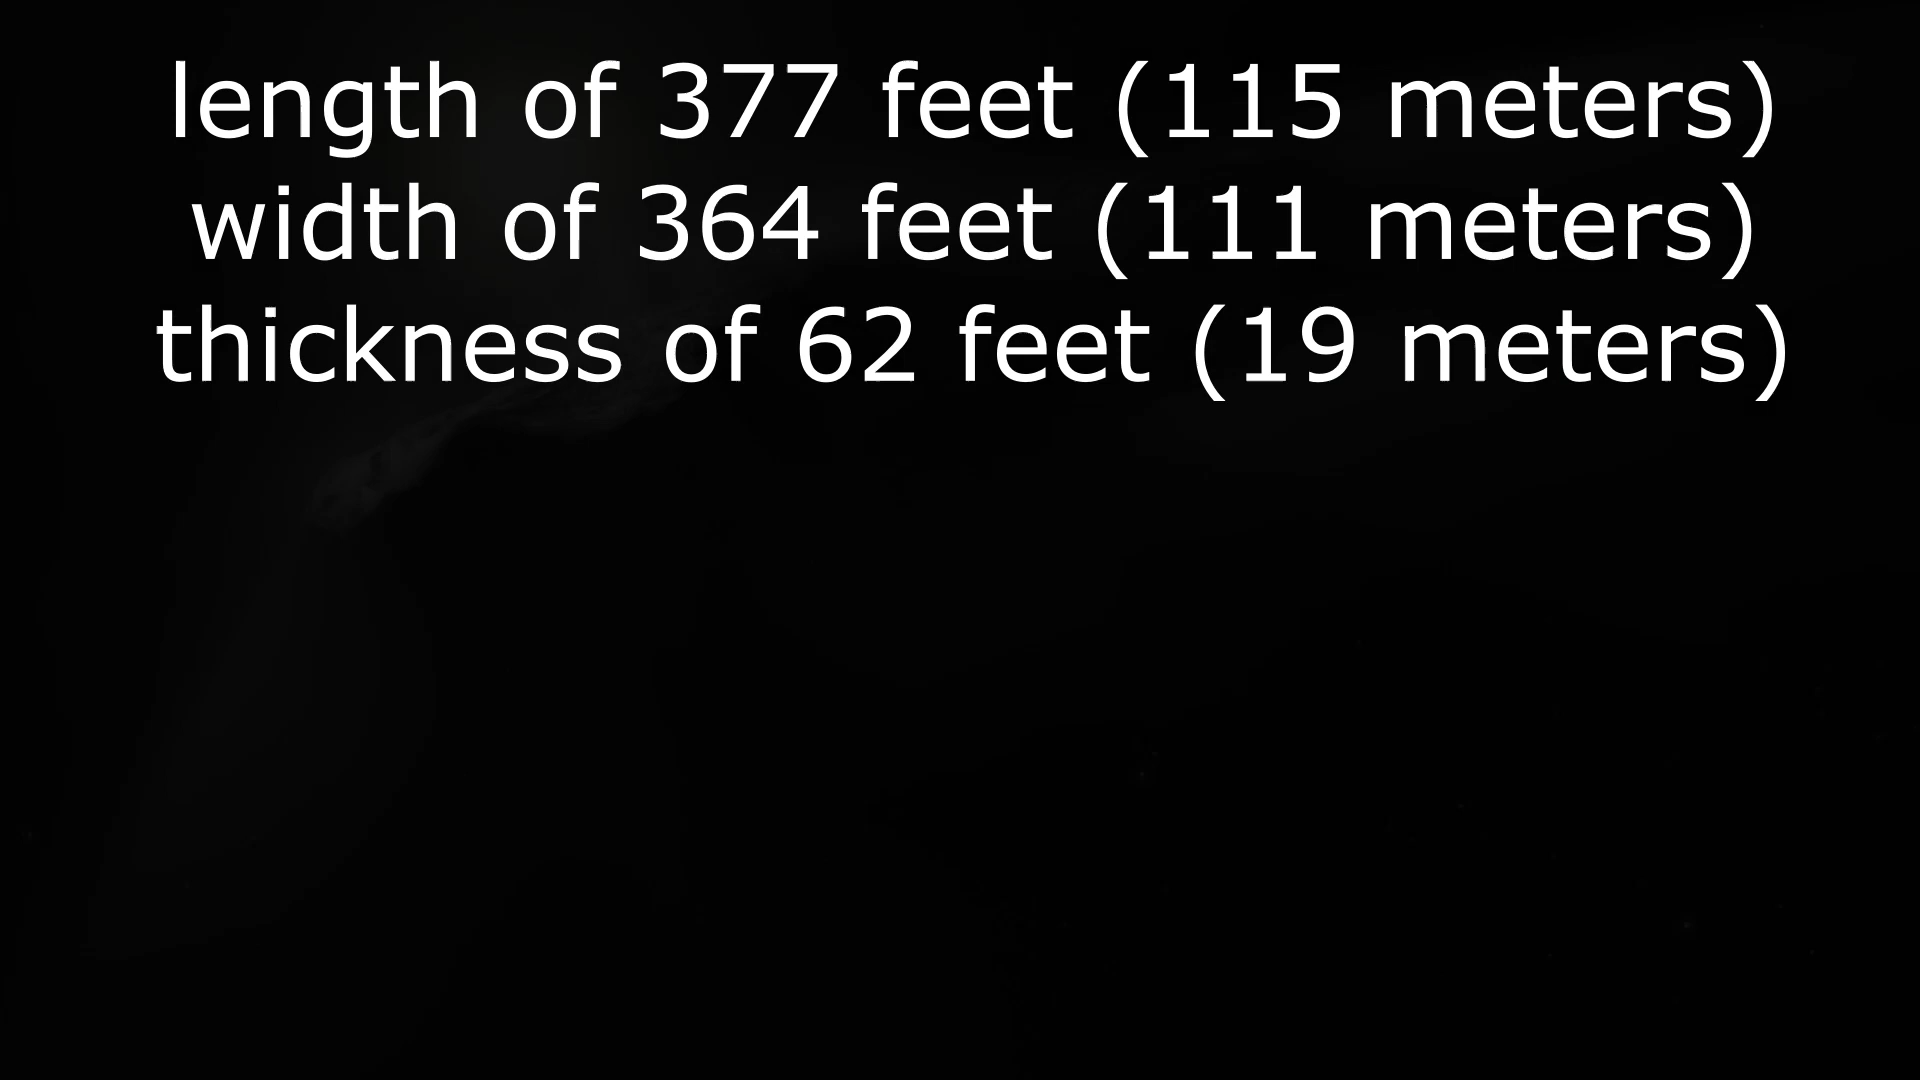 length of 377 feet (115 meters)
width of 364 feet (111 meters)
thickness of 62 feet (19 meters)